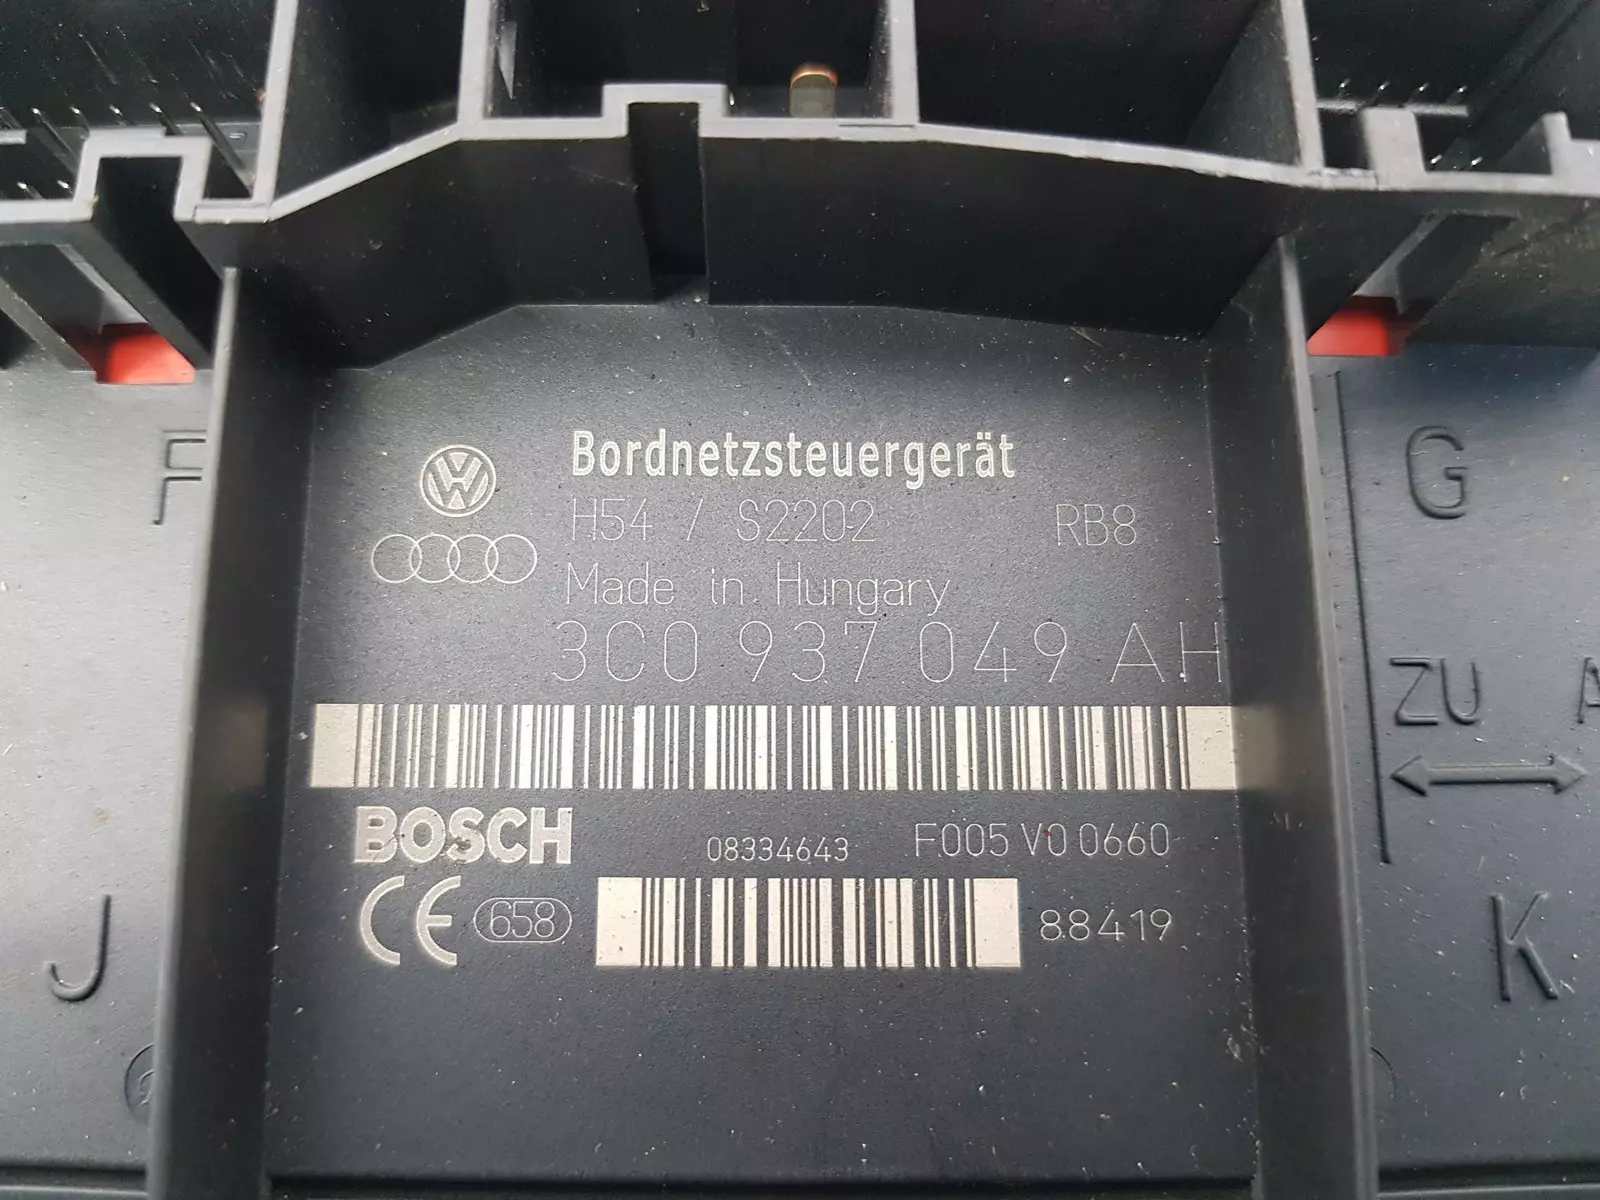 F
G
Bordnetzsteuergerät
H54 / S2202 RB8
Made in Hungary
3C0 937 049 AH
ZU A
BOSCH 08334643 F005 V0 0660
CE 658 88419
J
K